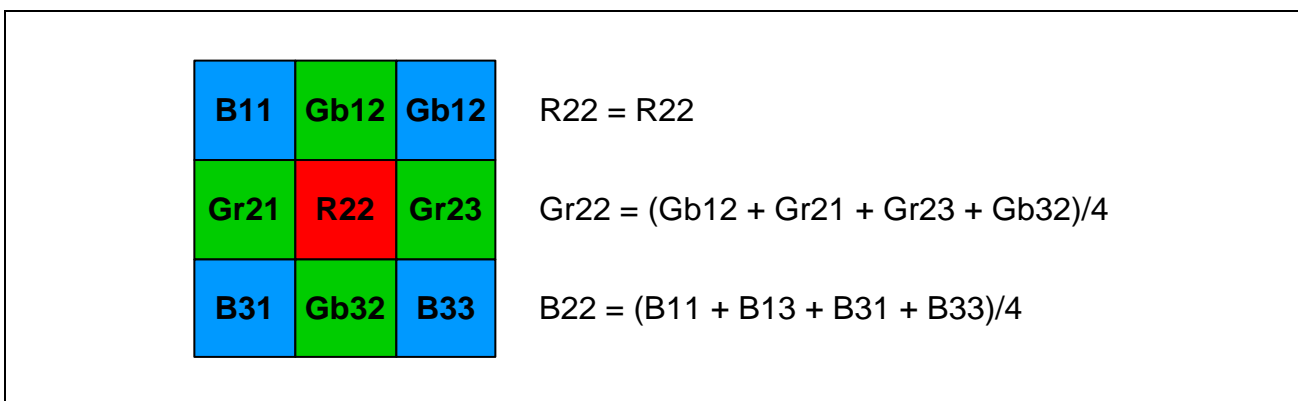 B11 Gb12 Gb12 R22 = R22
Gr21 R22 Gr23 Gr22 = (Gb12 + Gr21 + Gr23 + Gb32)/4
B31 Gb32 B33 B22 = (B11 + B13 + B31 + B33)/4